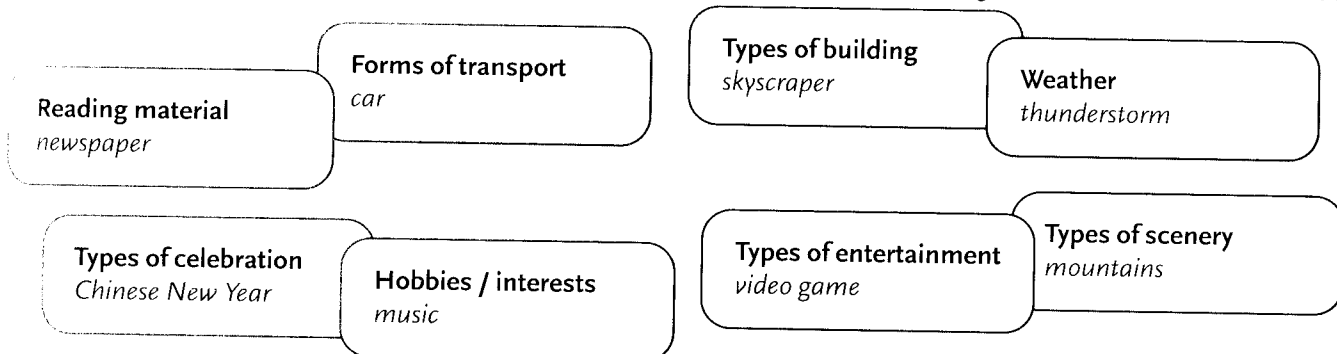 Reading material
newspaper
Forms of transport
car
Types of building
skyscraper
Weather
thunderstorm
Types of celebration
Chinese New Year
Hobbies / interests
music
Types of entertainment
video game
Types of scenery
mountains